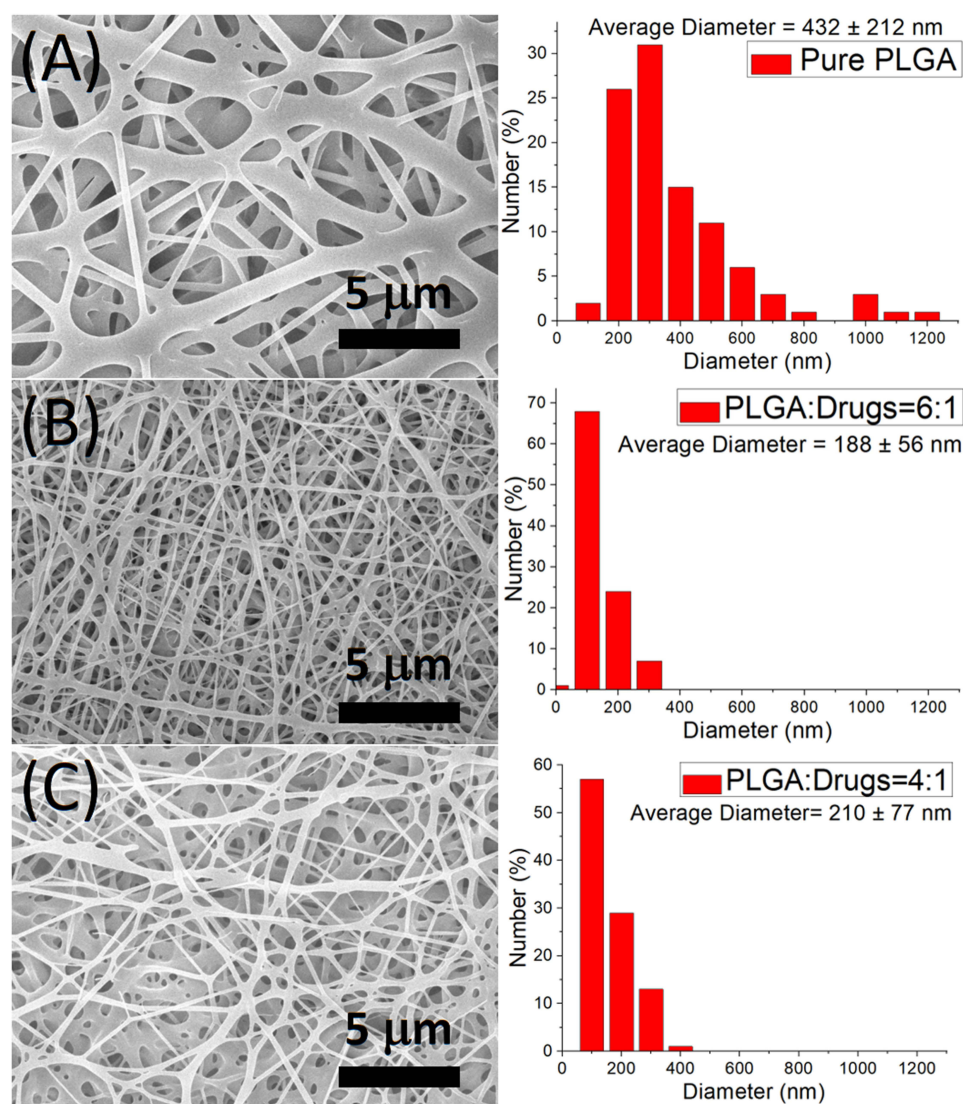 (A)
5 μm
Average Diameter = 432 ± 212 nm
Pure PLGA
Number (%)
30
25
20
15
10
5
0
0 200 400 600 800 1000 1200
Diameter (nm)
(B)
5 μm
PLGA:Drugs=6:1
Average Diameter = 188 ± 56 nm
Number (%)
70
60
50
40
30
20
10
0
0 200 400 600 800 1000 1200
Diameter (nm)
(C)
5 μm
PLGA:Drugs=4:1
Average Diameter= 210 ± 77 nm
Number (%)
60
50
40
30
20
10
0
0 200 400 600 800 1000 1200
Diameter (nm)